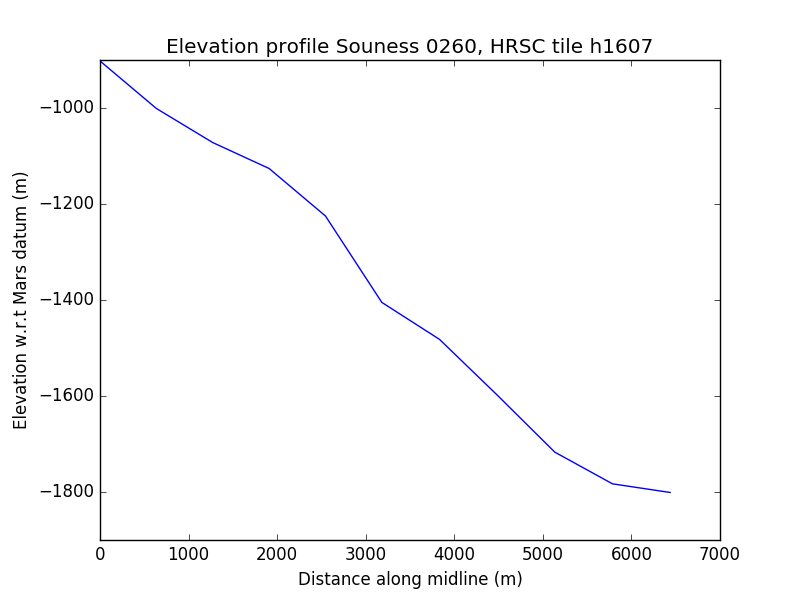 Elevation profile Souness 0260, HRSC tile h1607
Elevation w.r.t Mars datum (m)
−1000
−1200
−1400
−1600
−1800
0 1000 2000 3000 4000 5000 6000 7000
Distance along midline (m)